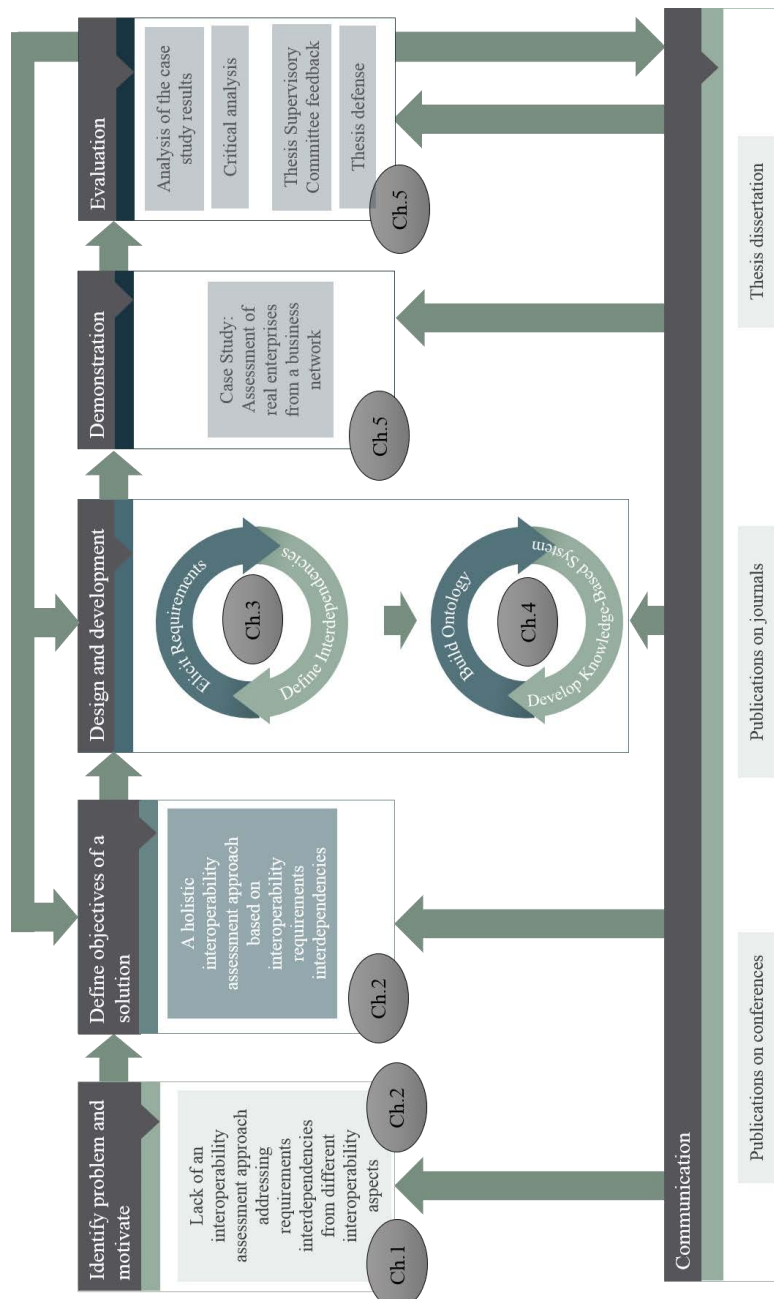 Identify problem and
motivate
Lack of an
interoperability
assessment approach
addressing
requirements
interdependencies
from different
interoperability
aspects
Ch.1
Ch.2
Define objectives of a
solution
A holistic
interoperability
assessment approach
based on
interoperability
requirements
interdependencies
Ch.2
Design and development
Elicit Requirements
Define Interdependencies
Ch.3
Build Ontology
Develop Knowledge-Based System
Ch.4
Demonstration
Case Study:
Assessment of
real enterprises
from a business
network
Ch.5
Evaluation
Analysis of the case
study results
Critical analysis
Thesis Supervisory
Committee feedback
Thesis defense
Ch.5
Communication
Publications on conferences
Publications on journals
Thesis dissertation